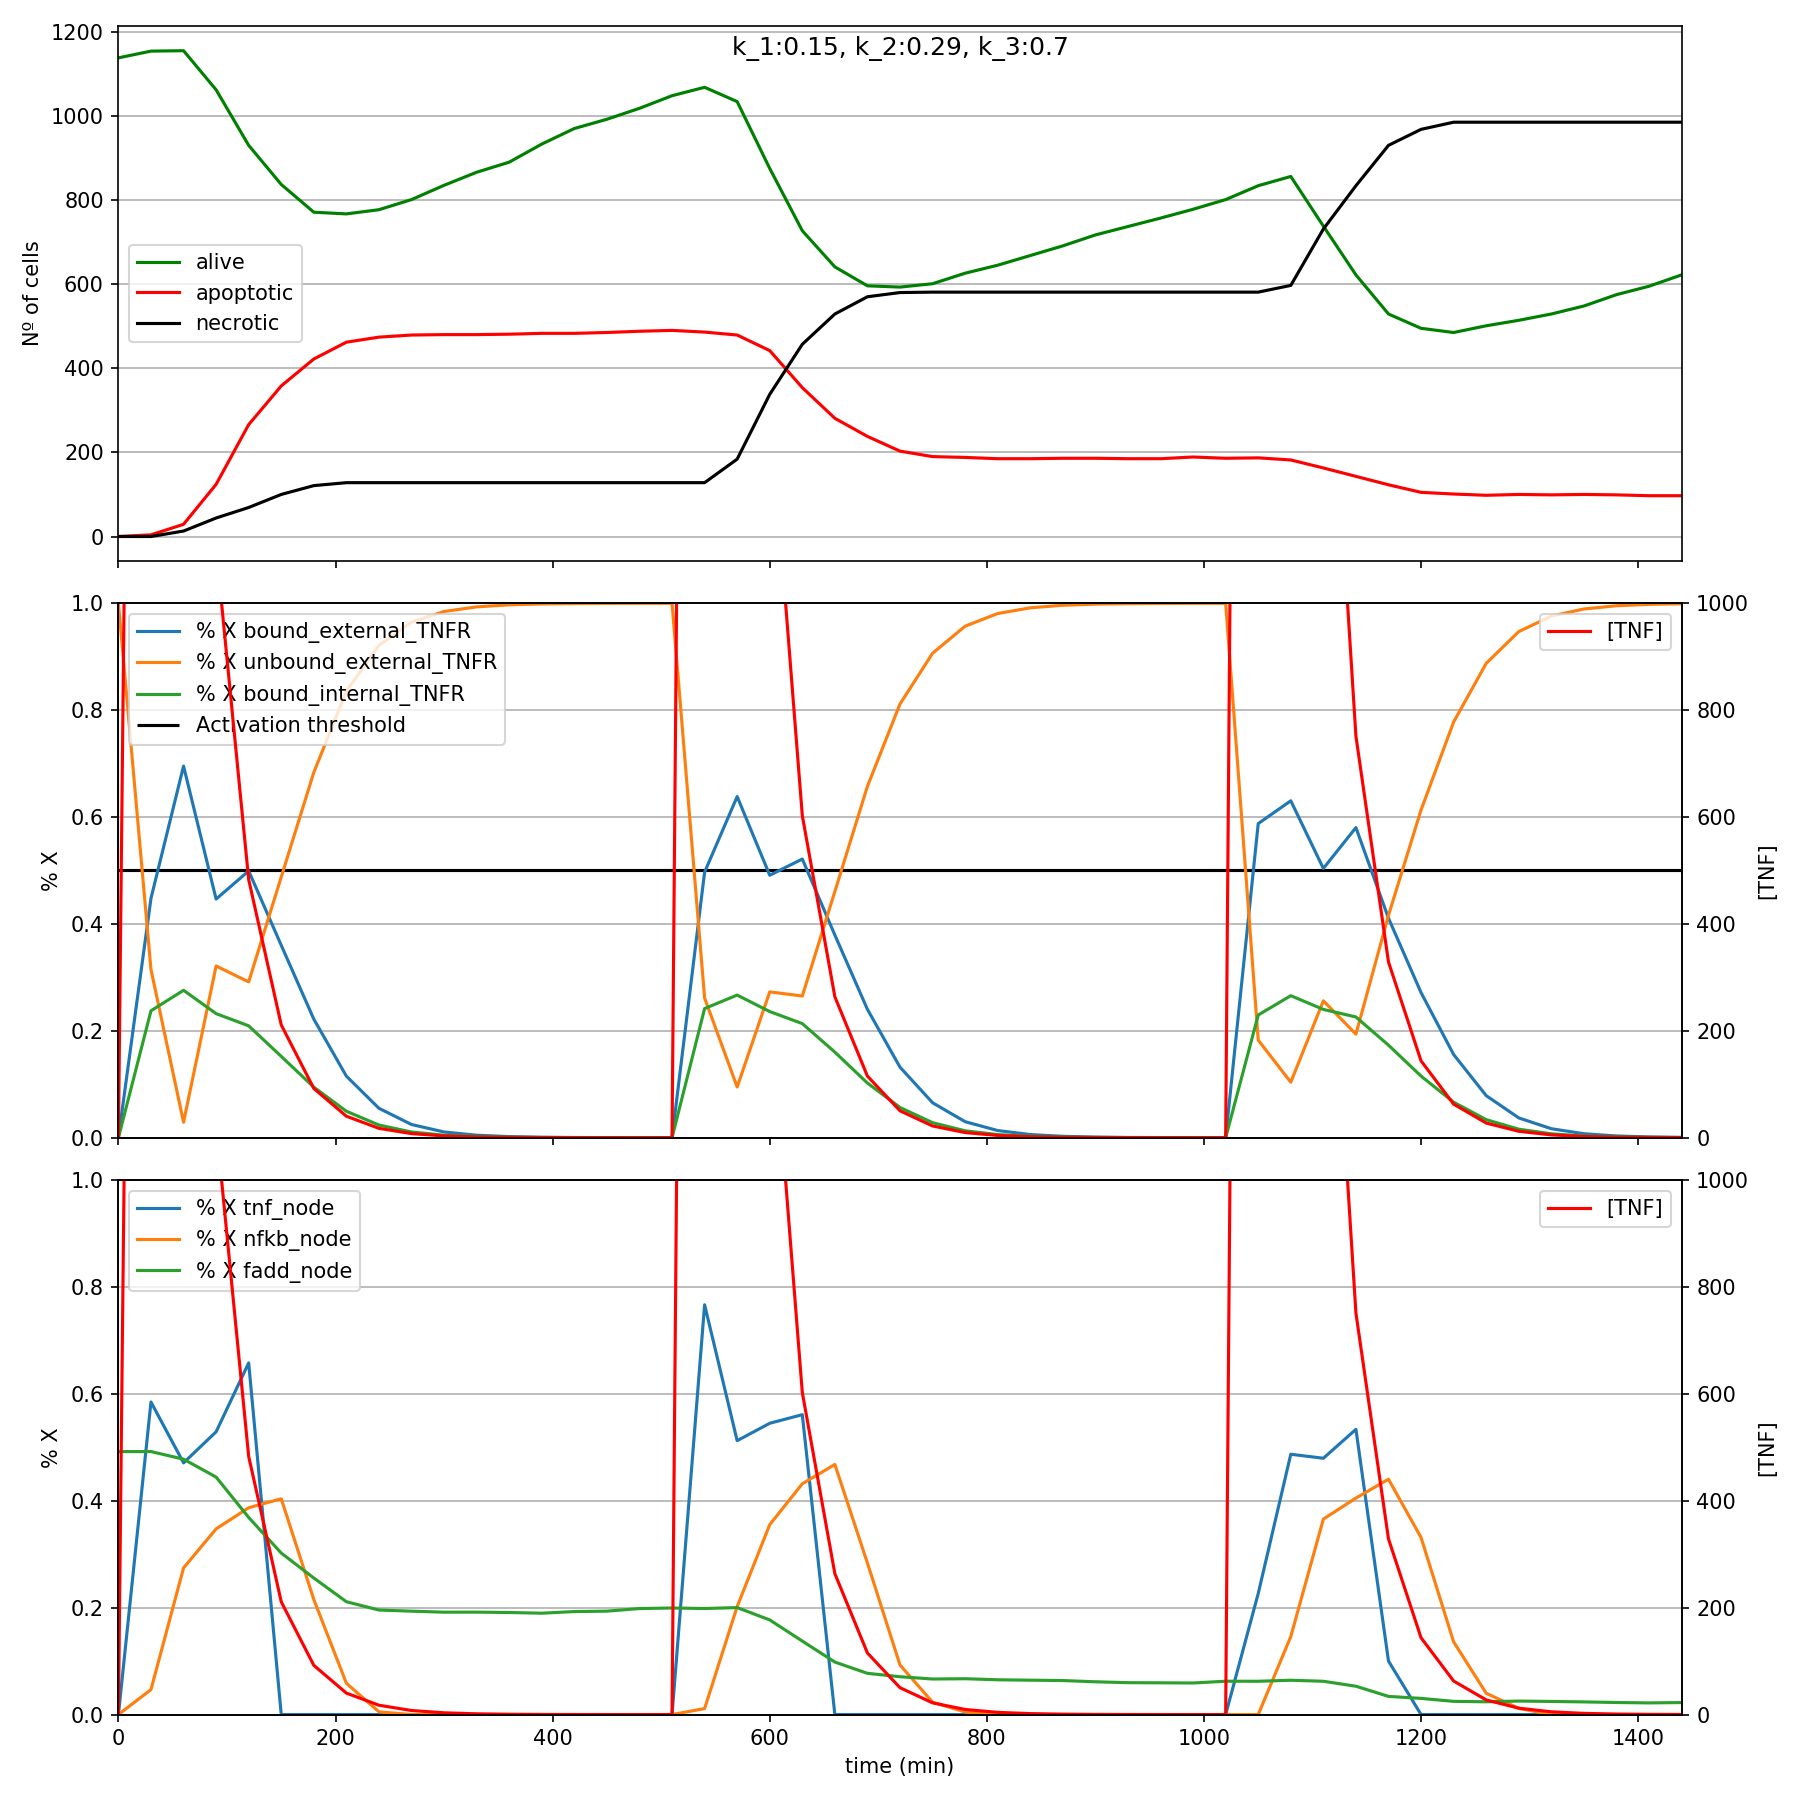 k_1:0.15, k_2:0.29, k_3:0.7
1200
1000
800
600
400
200
0
Nº of cells
alive
apoptotic
necrotic
1.0
0.8
0.6
0.4
0.2
0.0
% X
% X bound_external_TNFR
% X unbound_external_TNFR
% X bound_internal_TNFR
Activation threshold
[TNF]
1000
800
600
400
200
0
[TNF]
1.0
0.8
0.6
0.4
0.2
0.0
% X
% X tnf_node
% X nfkb_node
% X fadd_node
[TNF]
1000
800
600
400
200
0
[TNF]
0 200 400 600 800 1000 1200 1400
time (min)